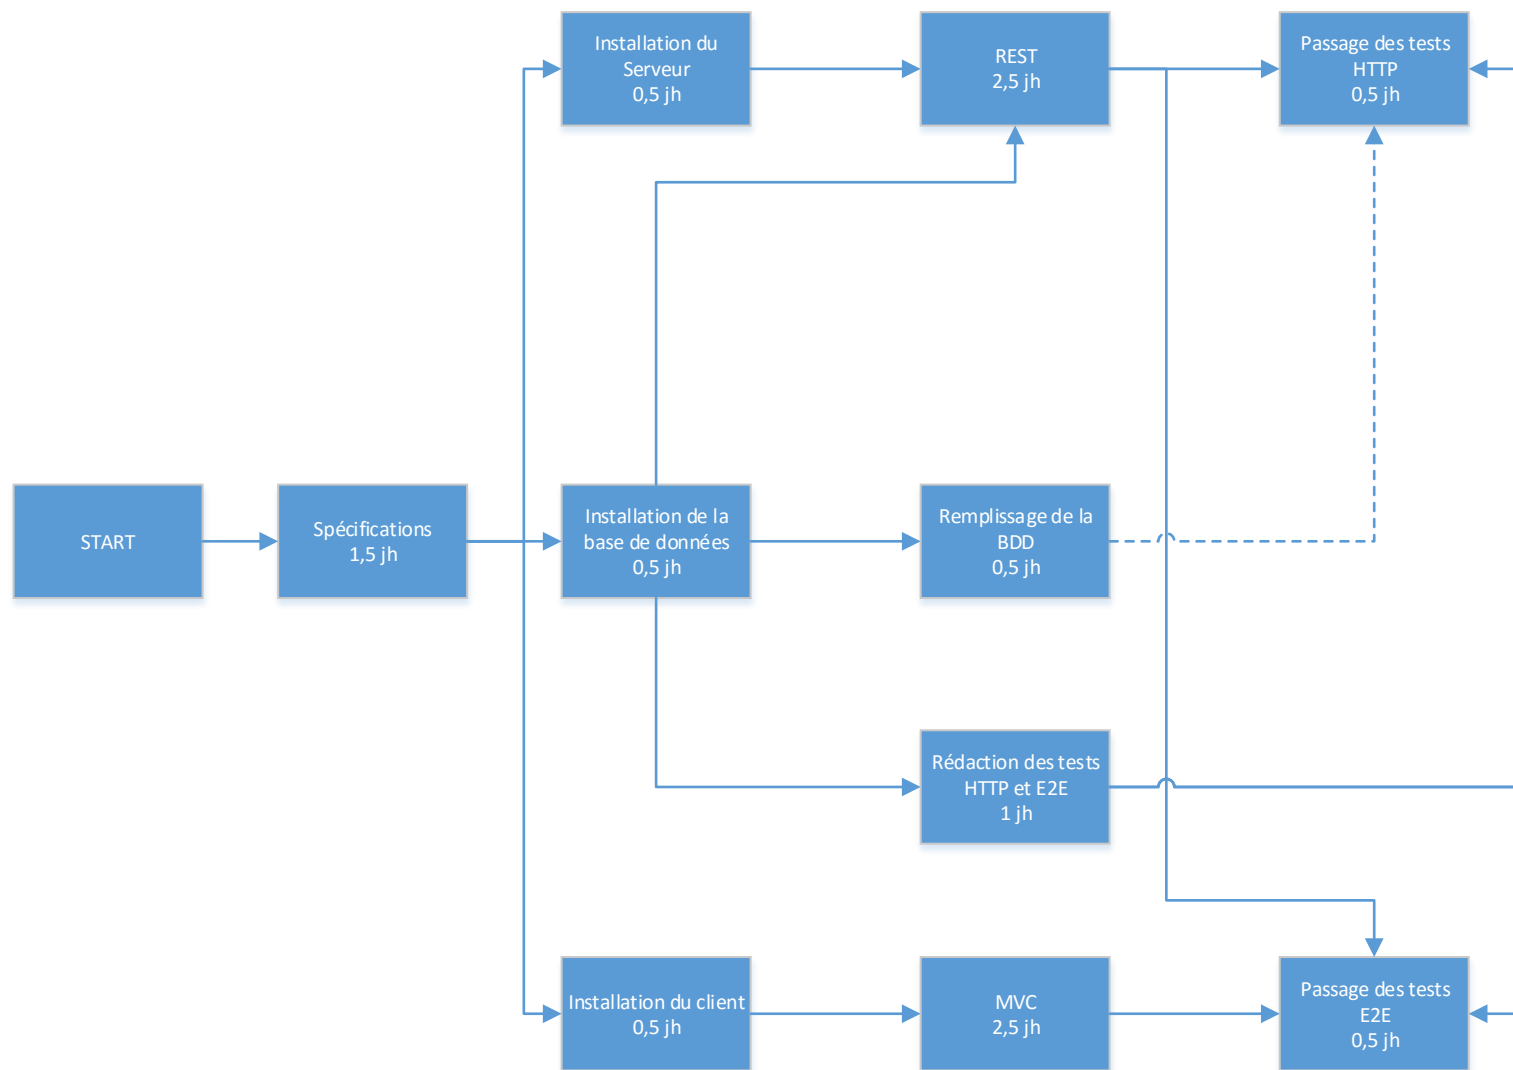 Installation du
Serveur
0,5 jh
REST
2,5 jh
Passage des tests
HTTP
0,5 jh
START
Spécifications
1,5 jh
Installation de la
base de données
0,5 jh
Remplissage de la
BDD
0,5 jh
Rédaction des tests
HTTP et E2E
1 jh
Installation du client
0,5 jh
MVC
2,5 jh
Passage des tests
E2E
0,5 jh